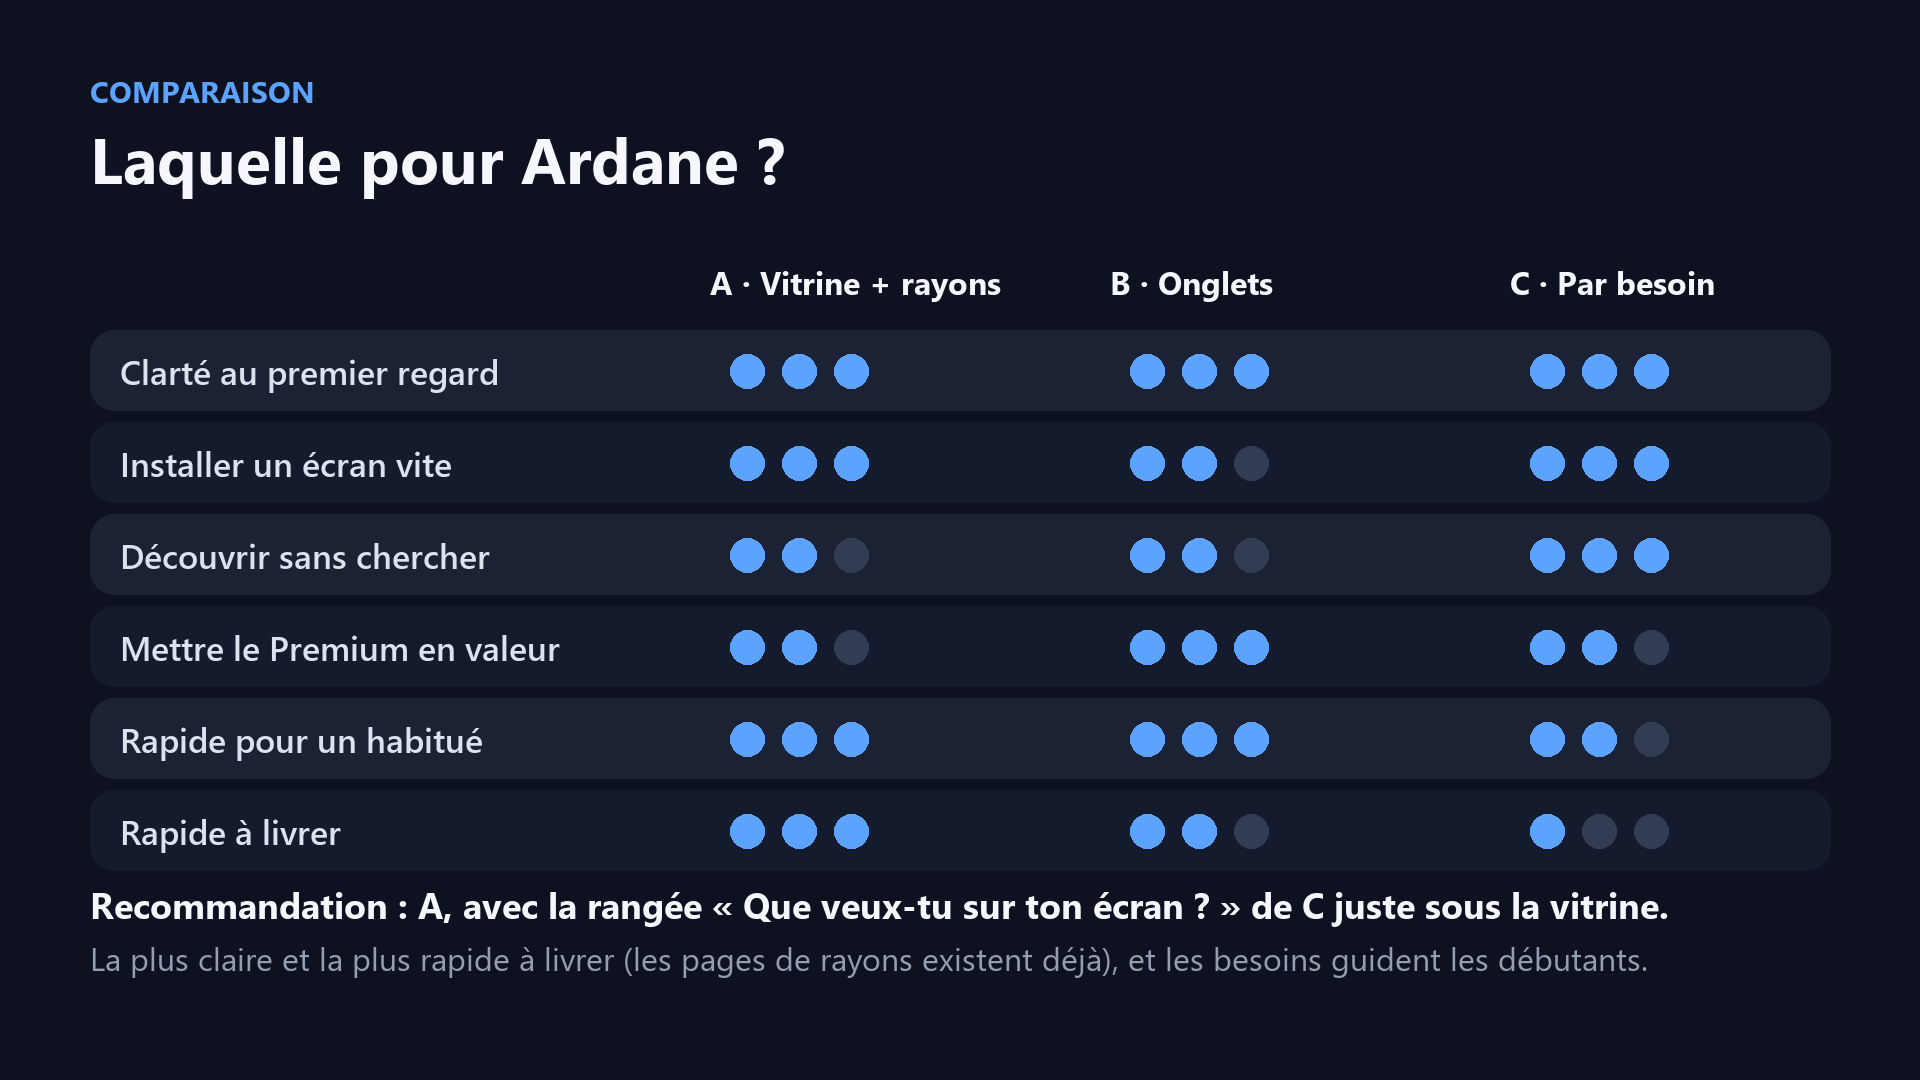 COMPARAISON
Laquelle pour Ardane ?
A · Vitrine + rayons B · Onglets C · Par besoin
Clarté au premier regard
Installer un écran vite
Découvrir sans chercher
Mettre le Premium en valeur
Rapide pour un habitué
Rapide à livrer
Recommandation : A, avec la rangée « Que veux-tu sur ton écran ? » de C juste sous la vitrine.
La plus claire et la plus rapide à livrer (les pages de rayons existent déjà), et les besoins guident les débutants.